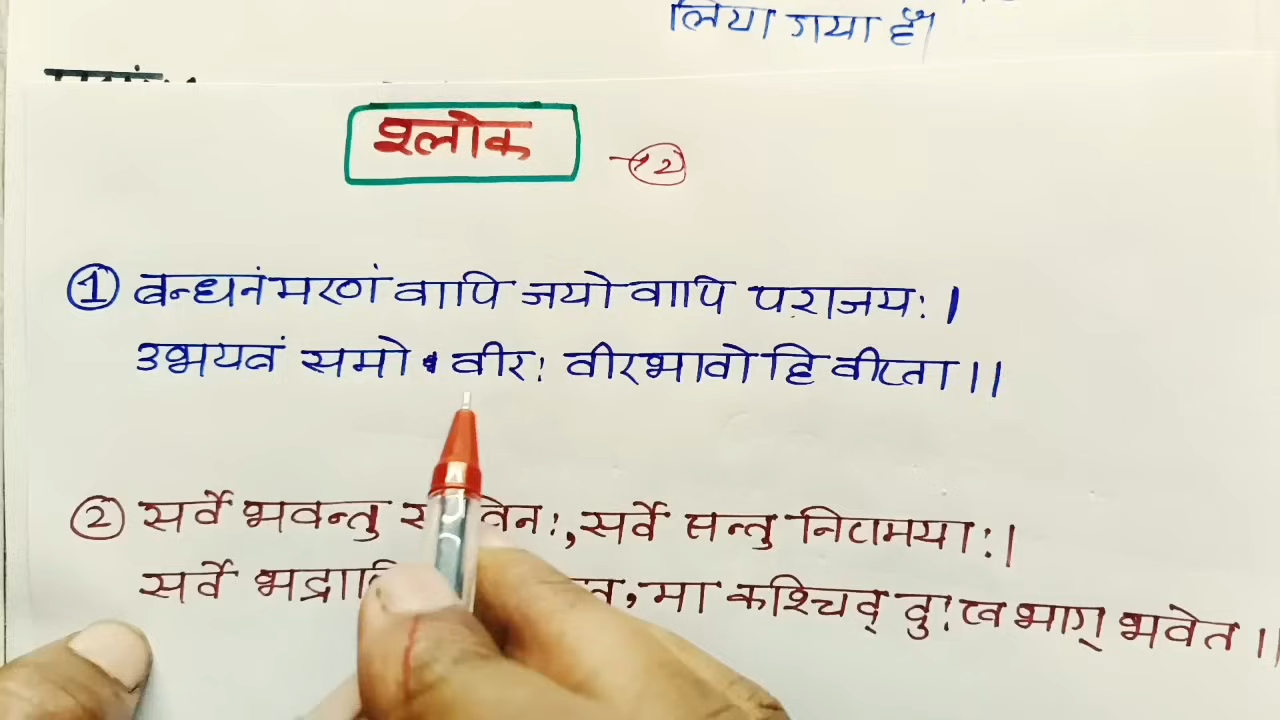 लिया गया है।
श्लोक
→ २
① बन्धनंमरणं वापि जयो वापि पराजयः।
उभयत्नं समो वीरः वीरभावो हि वीरता।।
② सर्वे भवन्तु सर्वे सन्तु निरामया:।
सर्वे मा कश्चिद् दु:ख भाग् भवेत।।